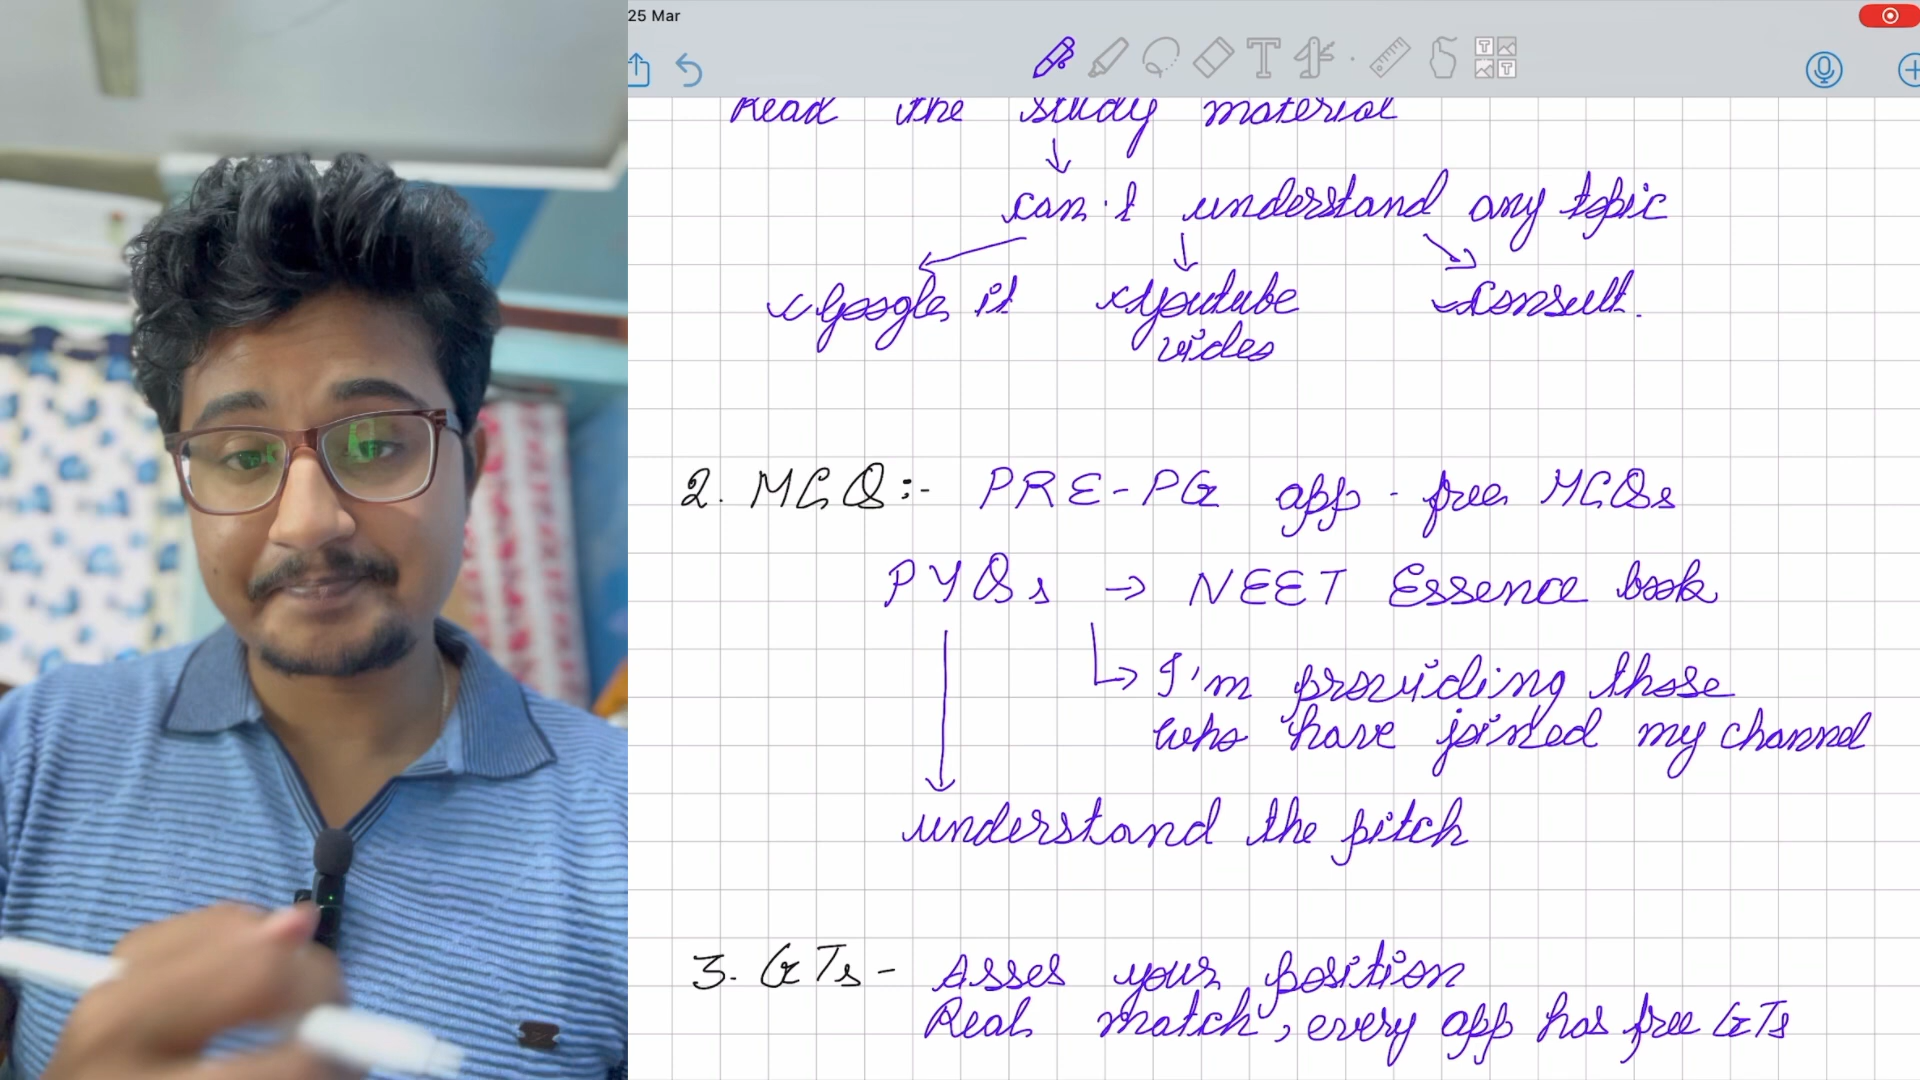 25 Mar
Read the study material
can't understand any topic
Google it Youtube Consult.
video
2. MCQ:- PRE-PG app - free MCQs
PYQs → NEET Essence book
I'm providing those
who have joined my channel
understand the pitch
3. GTs - Asses your position
Real match, every app has free GTs